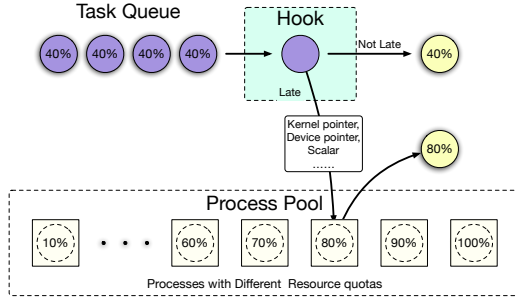 Task Queue
Hook
40% 40% 40% 40%
Not Late
40%
Late
Kernel pointer,
Device pointer,
Scalar
......
80%
Process Pool
10% 60% 70% 80% 90% 100%
Processes with Different Resource quotas